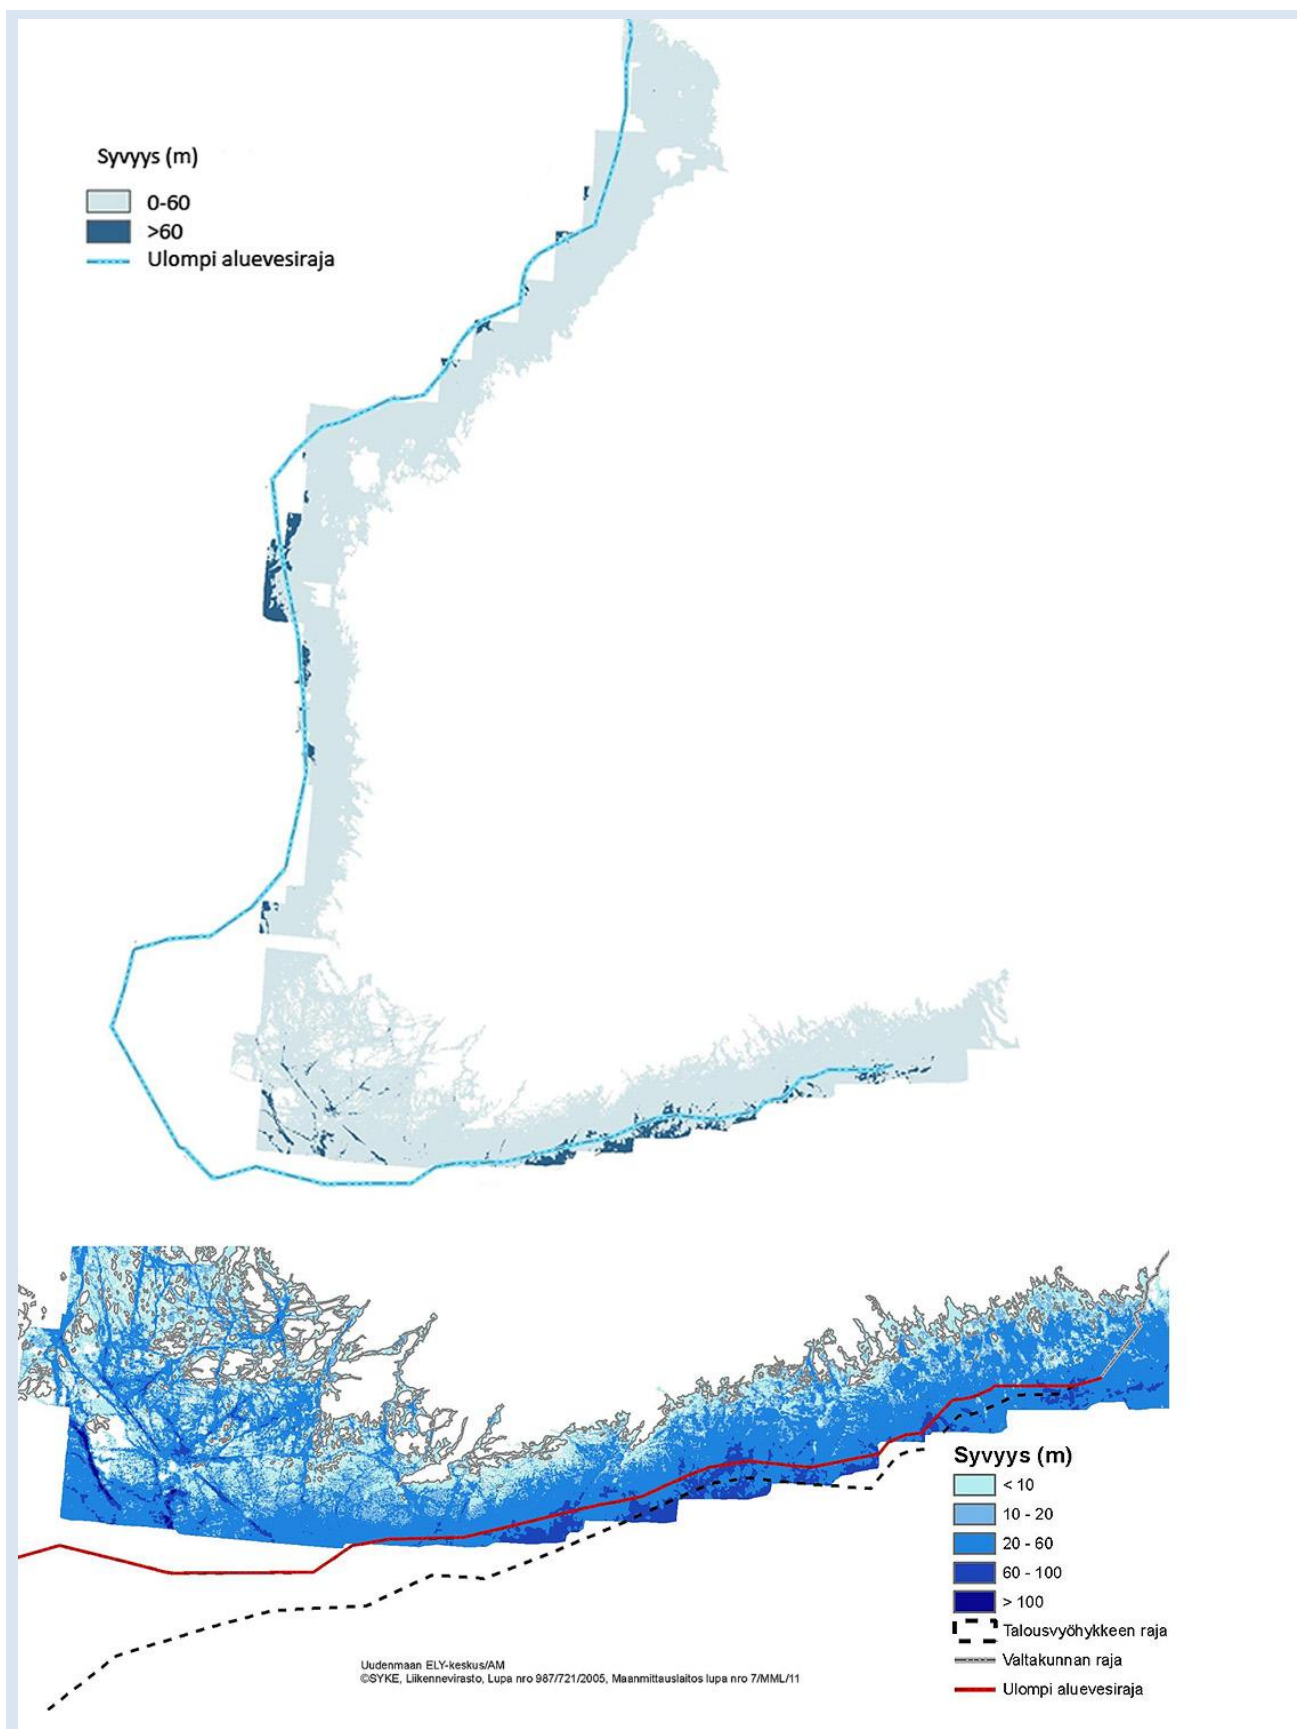 Syvyys (m)
0-60
>60
Ulompi aluevesiraja
Syvyys (m)
< 10
10 - 20
20 - 60
60 - 100
> 100
Talousvyöhykkeen raja
Valtakunnan raja
Ulompi aluevesiraja
Uudenmaan ELY-keskus/AM
©SYKE, Liikennevirasto, Lupa nro 987/721/2005, Maanmittauslaitos lupa nro 7/MML/11